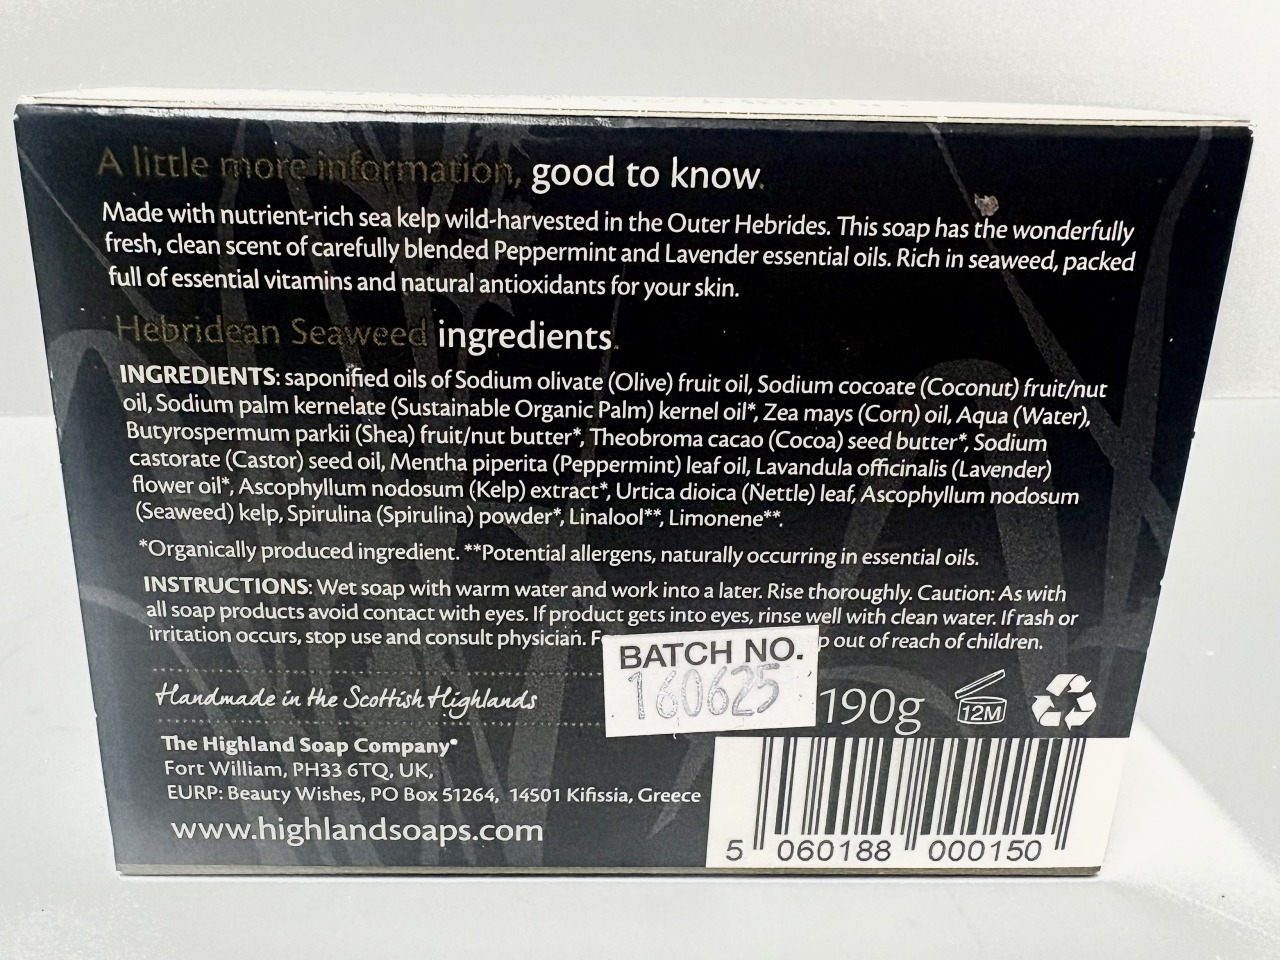 A little more information, good to know.
Made with nutrient-rich sea kelp wild-harvested in the Outer Hebrides. This soap has the wonderfully
fresh, clean scent of carefully blended Peppermint and Lavender essential oils. Rich in seaweed, packed
full of essential vitamins and natural antioxidants for your skin.
Hebridean Seaweed ingredients.
INGREDIENTS: saponified oils of Sodium olivate (Olive) fruit oil, Sodium cocoate (Coconut) fruit/nut
oil, Sodium palm kernelate (Sustainable Organic Palm) kernel oil*, Zea mays (Corn) oil, Aqua (Water),
Butyrospermum parkii (Shea) fruit/nut butter*, Theobroma cacao (Cocoa) seed butter*, Sodium
castorate (Castor) seed oil, Mentha piperita (Peppermint) leaf oil, Lavandula officinalis (Lavender)
flower oil*, Ascophyllum nodosum (Kelp) extract*, Urtica dioica (Nettle) leaf, Ascophyllum nodosum
(Seaweed) kelp, Spirulina (Spirulina) powder*, Linalool**, Limonene**.
*Organically produced ingredient. **Potential allergens, naturally occurring in essential oils.
INSTRUCTIONS: Wet soap with warm water and work into a later. Rise thoroughly. Caution: As with
all soap products avoid contact with eyes. If product gets into eyes, rinse well with clean water. If rash or
irritation occurs, stop use and consult physician. out of reach of children.
BATCH NO.
160625
Handmade in the Scottish Highlands
190g
12M
The Highland Soap Company®
Fort William, PH33 6TQ, UK,
EURP: Beauty Wishes, PO Box 51264, 14501 Kifissia, Greece
www.highlandsoaps.com
5 060188 000150